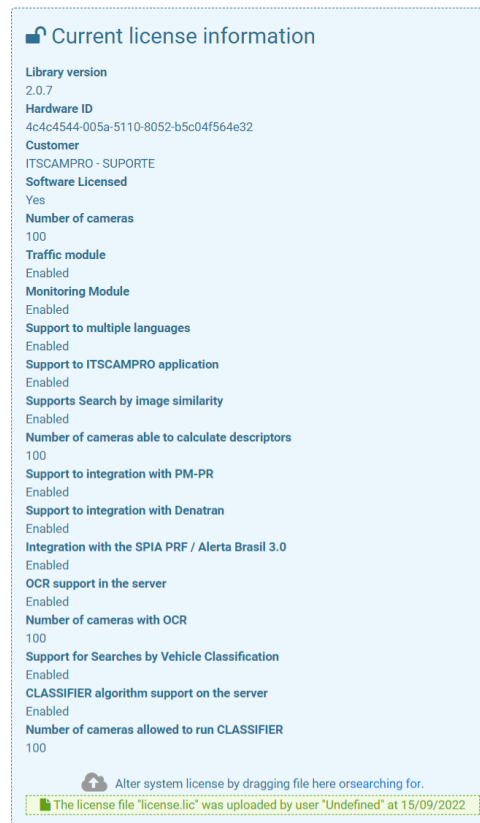 Current license information
Library version
2.0.7
Hardware ID
4c4c4544-005a-5110-8052-b5c04f564e32
Customer
ITSCAMPRO - SUPORTE
Software Licensed
Yes
Number of cameras
100
Traffic module
Enabled
Monitoring Module
Enabled
Support to multiple languages
Enabled
Support to ITSCAMPRO application
Enabled
Supports Search by image similarity
Enabled
Number of cameras able to calculate descriptors
100
Support to integration with PM-PR
Enabled
Support to integration with Denatran
Enabled
Integration with the SPIA PRF / Alerta Brasil 3.0
Enabled
OCR support in the server
Enabled
Number of cameras with OCR
100
Support for Searches by Vehicle Classification
Enabled
CLASSIFIER algorithm support on the server
Enabled
Number of cameras allowed to run CLASSIFIER
100
Alter system license by dragging file here orsearching for.
The license file "license.lic" was uploaded by user "Undefined" at 15/09/2022